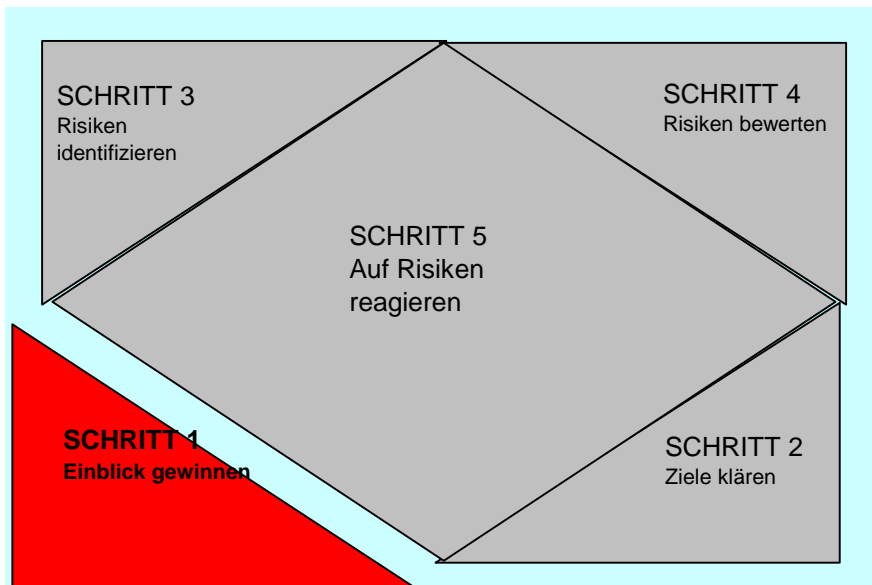 SCHRITT 3
Risiken
identifizieren
SCHRITT 4
Risiken bewerten
SCHRITT 5
Auf Risiken
reagieren
SCHRITT 1
Einblick gewinnen
SCHRITT 2
Ziele klären